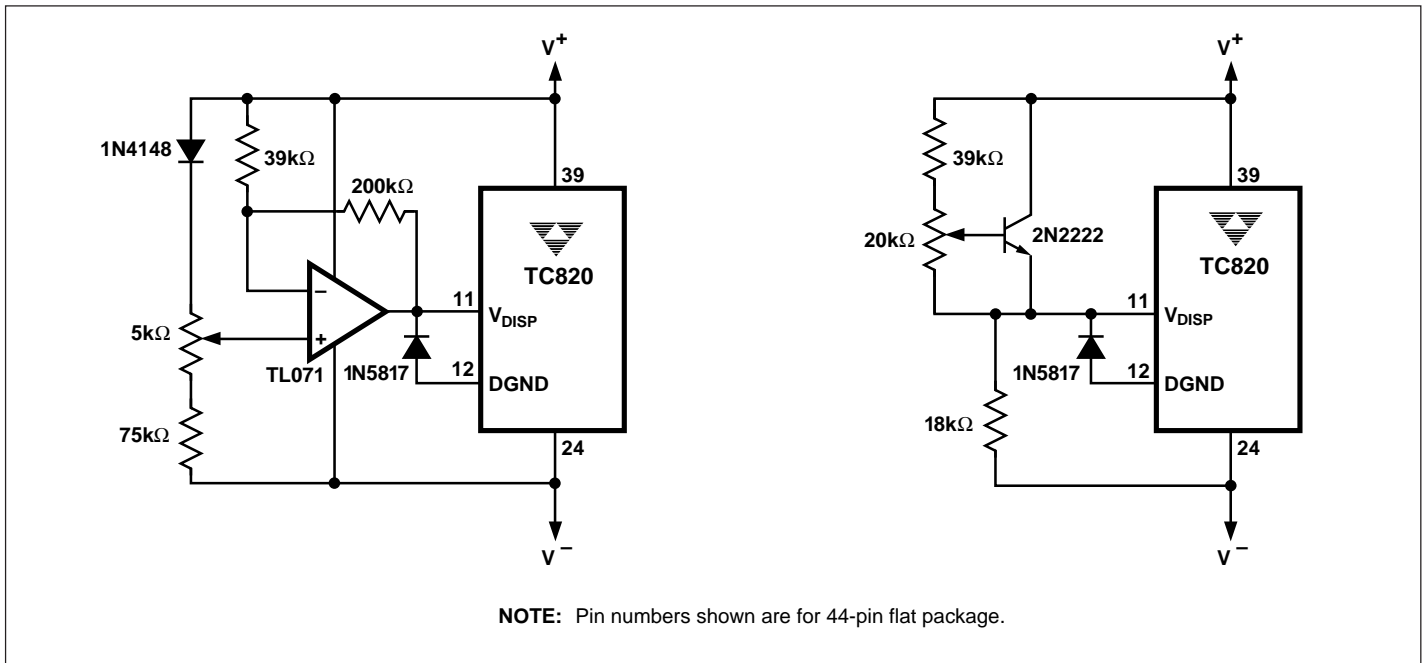 V+
1N4148
39kΩ
200kΩ
39
TC820
11
VDISP
5kΩ
−
+
TL071
1N5817
12
DGND
75kΩ
24
V−
V+
39kΩ
39
20kΩ
2N2222
TC820
11
VDISP
1N5817
12
DGND
18kΩ
24
V−
NOTE: Pin numbers shown are for 44-pin flat package.